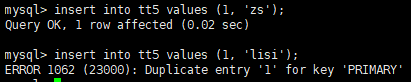 mysql> insert into tt5 values (1, 'zs');
Query OK, 1 row affected (0.02 sec)
mysql> insert into tt5 values (1, 'lisi');
ERROR 1062 (23000): Duplicate entry '1' for key 'PRIMARY'